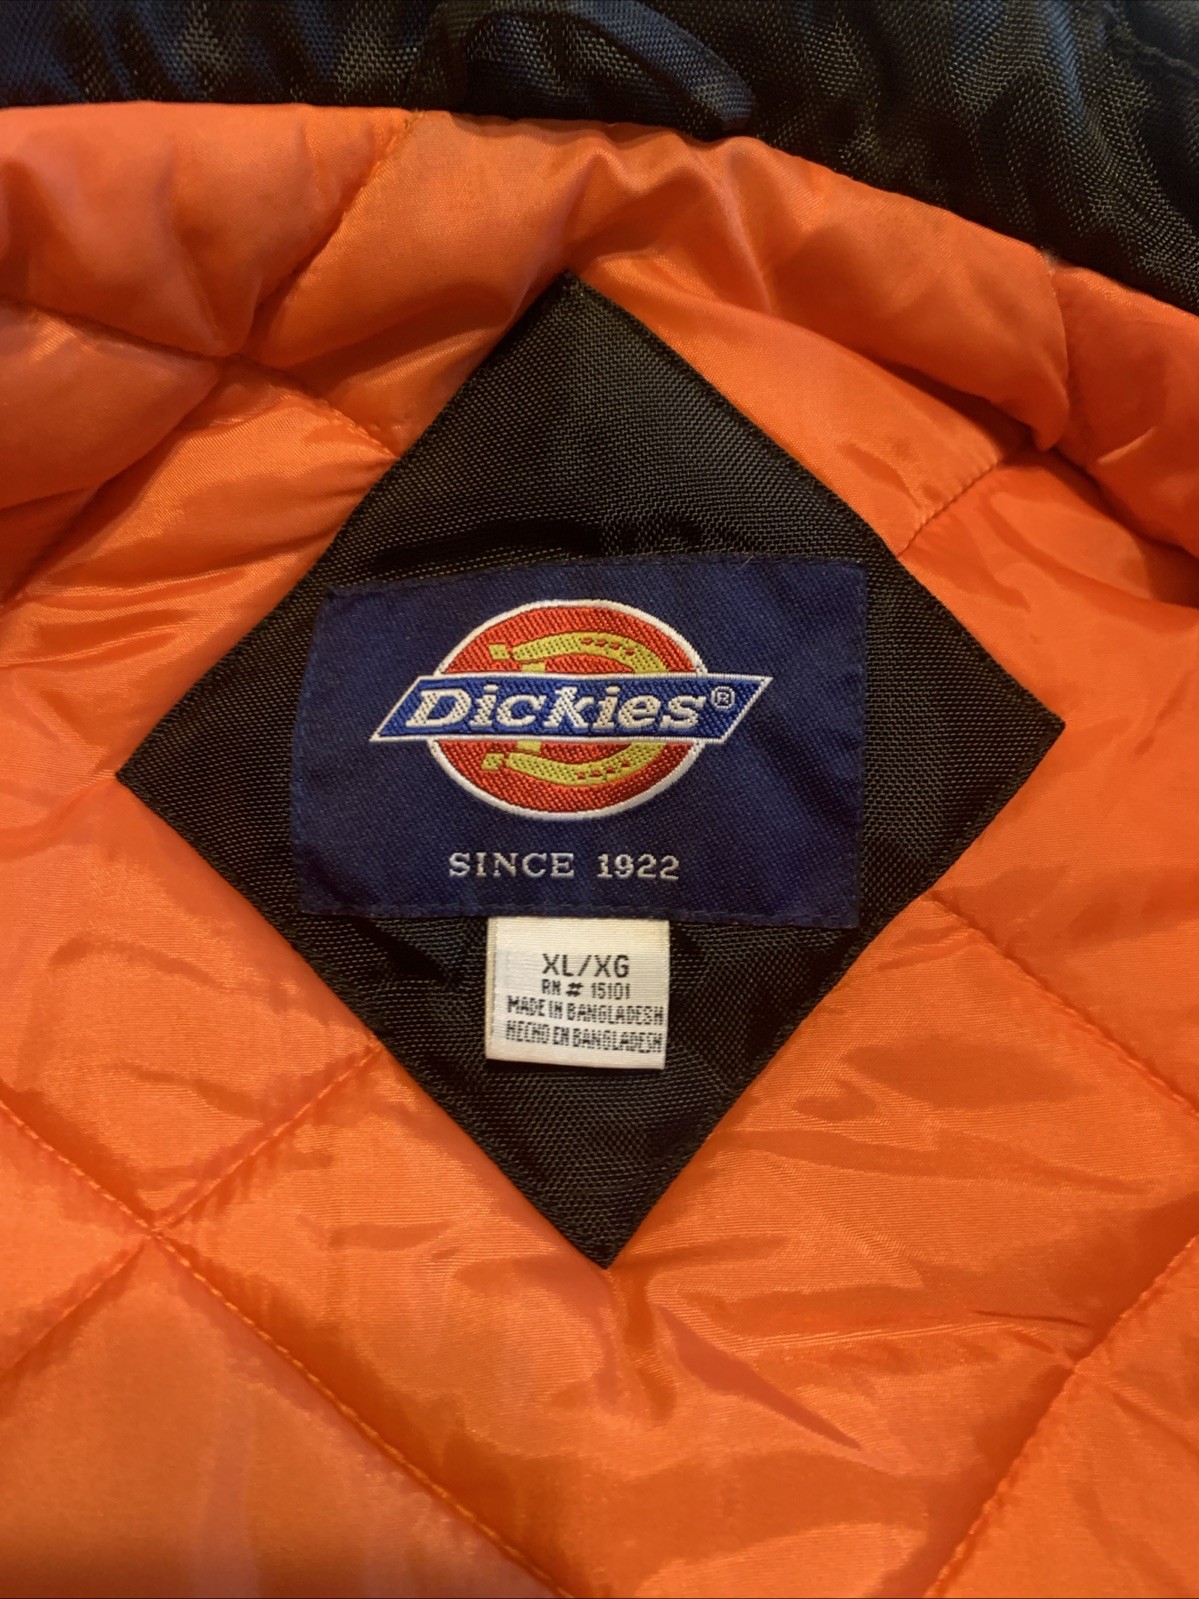 Dickies®
SINCE 1922
XL/XG
RN # 15101
MADE IN BANGLADESH
HECHO EN BANGLADESH